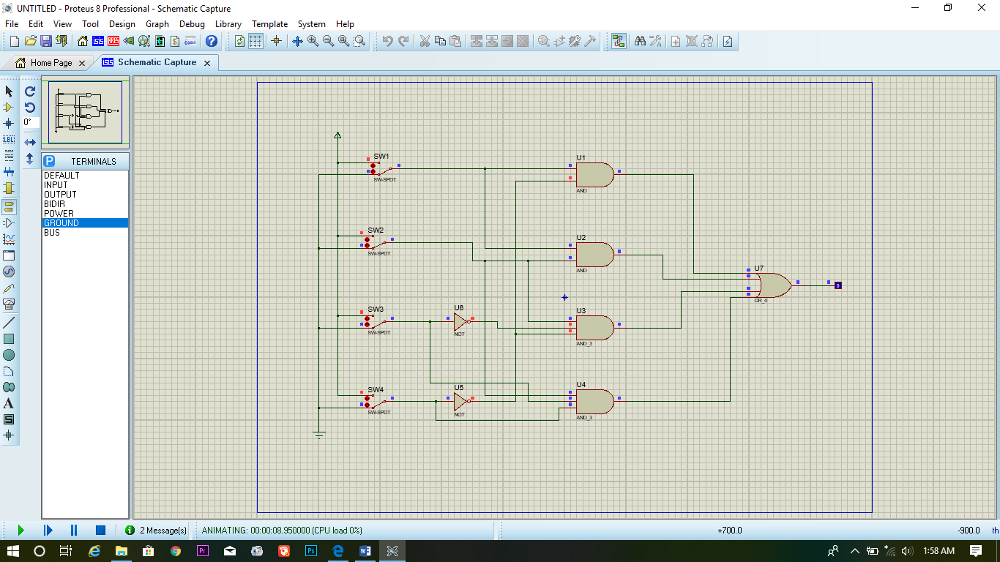 UNTITLED - Proteus 8 Professional - Schematic Capture
File Edit View Tool Design Graph Debug Library Template System Help
Home Page
Schematic Capture
0°
LBL
P TERMINALS
DEFAULT
INPUT
OUTPUT
BIDIR
POWER
GROUND
BUS
A
S
SW1
SW-SPDT
U1
AND
SW2
SW-SPDT
U2
AND
U7
OR_4
0
SW3
SW-SPDT
U6
NOT
U3
AND_3
SW4
SW-SPDT
U5
NOT
U4
AND_3
2 Message(s)
ANIMATING: 00:00:08.950000 (CPU load 0%)
+700.0
-900.0
th
Pr
Ps
1:58 AM